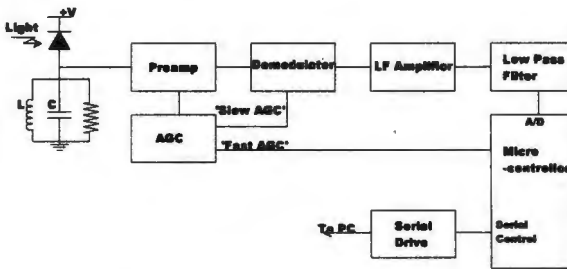 +V
Light
Preamp
Demodulator
LF Amplifier
Low Pass
Filter
L
C
"Slow AGC"
AGC
"Fast AGC"
A/D
Micro
-controller
To PC
Serial
Drive
Serial
Control